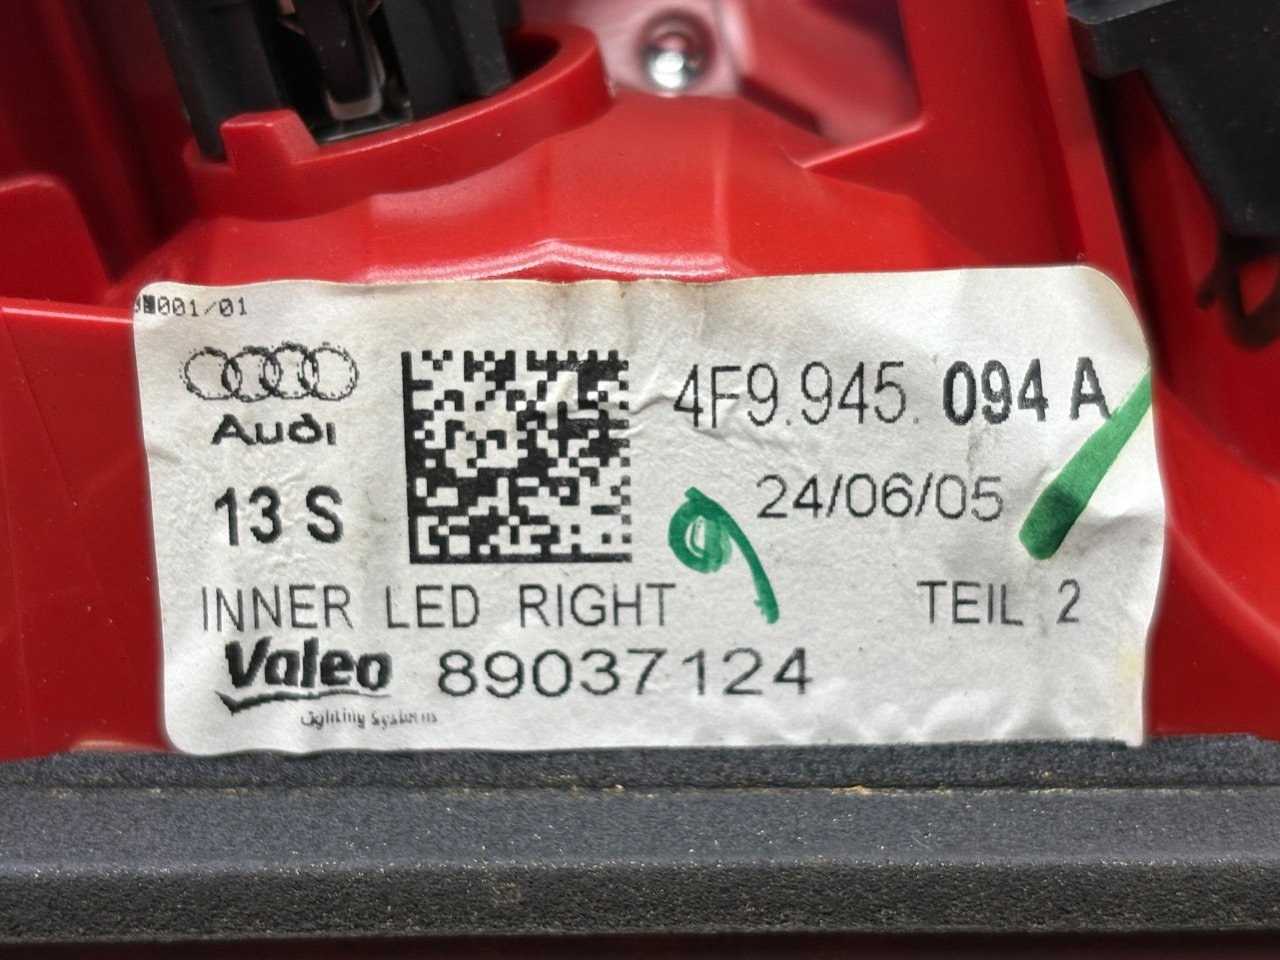 001/01
Audi
4F9.945. 094 A
13 S
24/06/05
9
INNER LED RIGHT
TEIL 2
Valeo 89037124
Lighting Systems